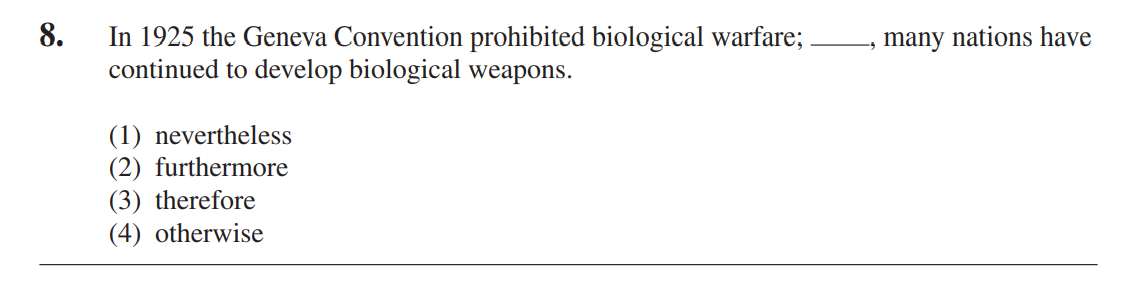 8. In 1925 the Geneva Convention prohibited biological warfare; ____, many nations have
continued to develop biological weapons.
(1) nevertheless
(2) furthermore
(3) therefore
(4) otherwise